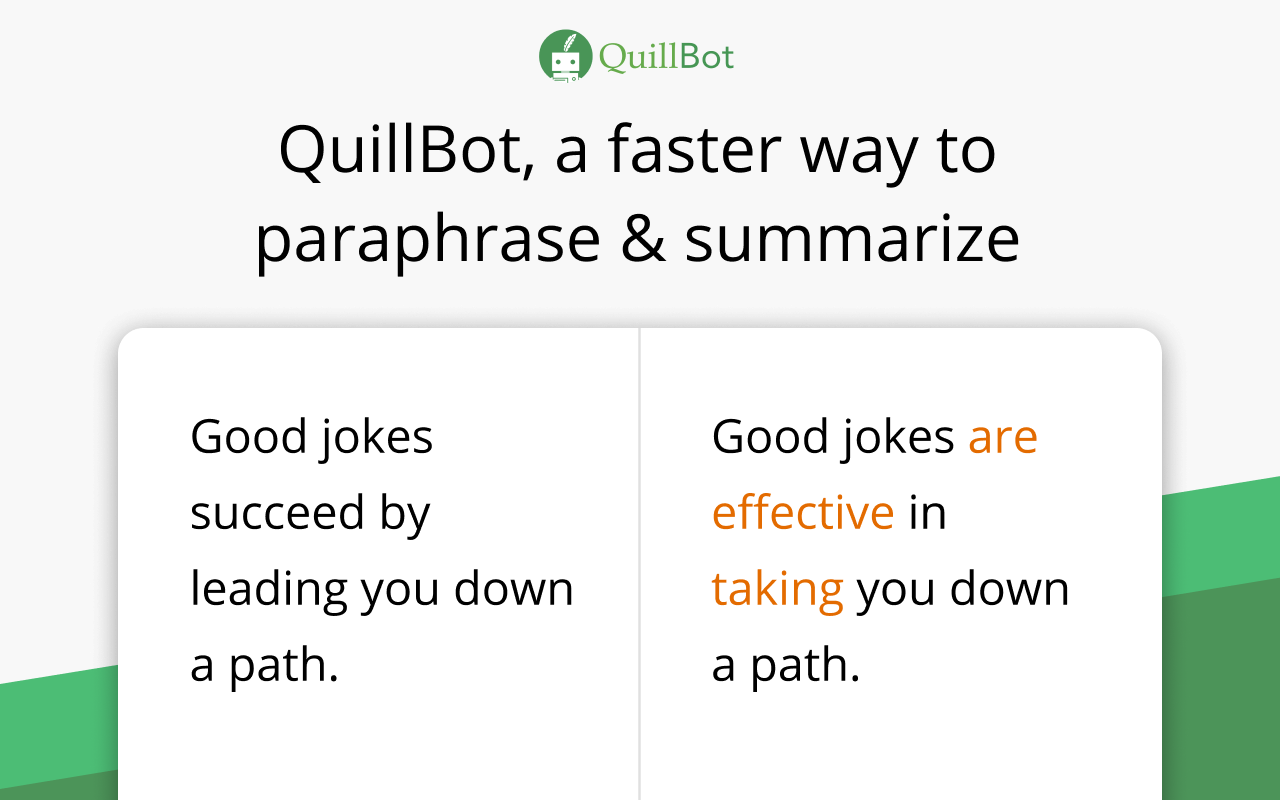 QuillBot
QuillBot, a faster way to
paraphrase & summarize
Good jokes
succeed by
leading you down
a path.
Good jokes are
effective in
taking you down
a path.